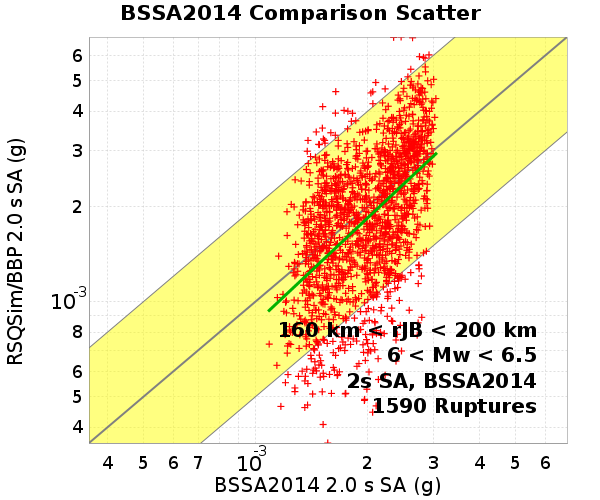 BSSA2014 Comparison Scatter
RSQSim/BBP 2.0 s SA (g)
6
5
4
3
2
10-3
8
6
5
4
160 km < rJB < 200 km
6 < Mw < 6.5
2s SA, BSSA2014
1590 Ruptures
4 5 6 7 10-3 2 3 4 5 6
BSSA2014 2.0 s SA (g)